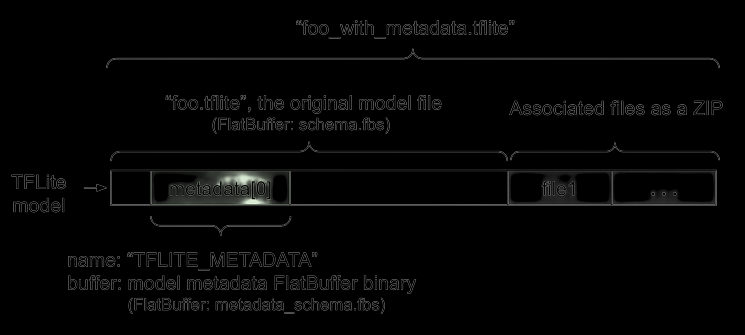 “foo_with_metadata.tflite”
“foo.tflite”, the original model file
(FlatBuffer: schema.fbs)
Associated files as a ZIP
TFLite
model
metadata[0]
file1
...
name: “TFLITE_METADATA”
buffer: model metadata FlatBuffer binary
(FlatBuffer: metadata_schema.fbs)